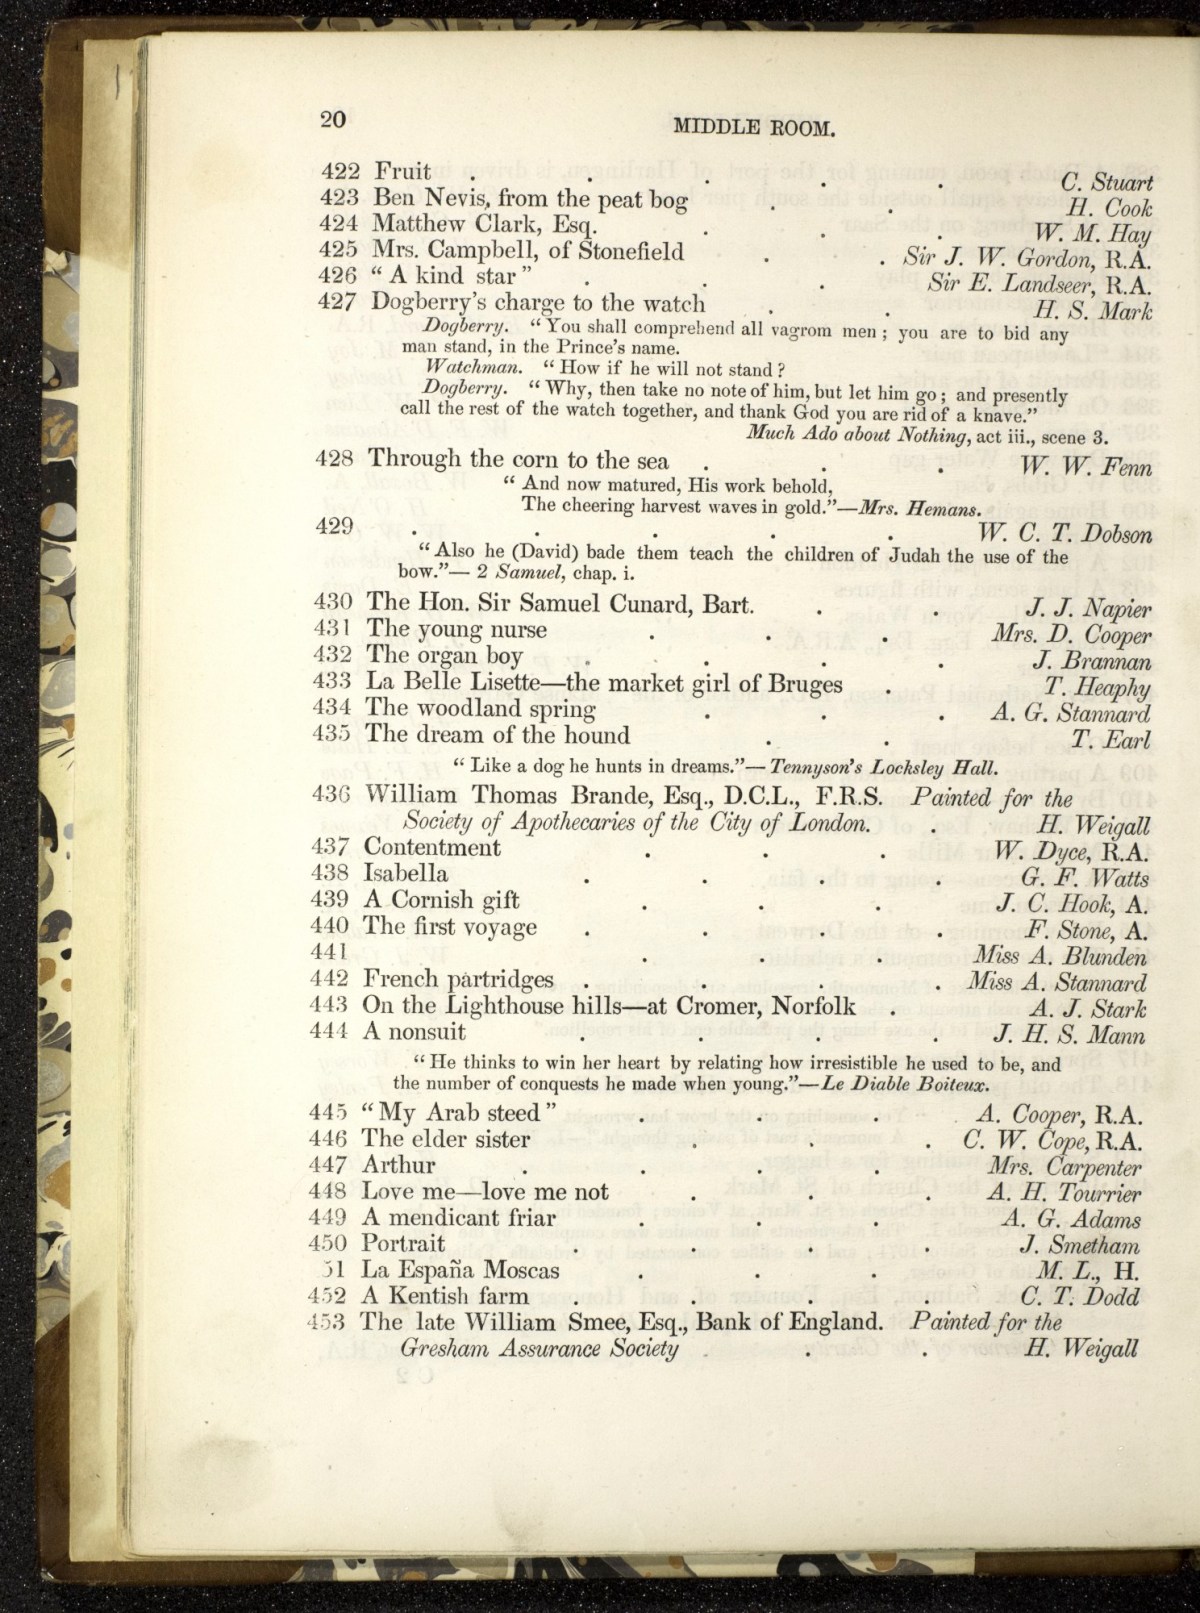 20 MIDDLE ROOM.
422 Fruit . . . . . C. Stuart
423 Ben Nevis, from the peat bog . . H. Cook
424 Matthew Clark, Esq. . . . W. M. Hay
425 Mrs. Campbell, of Stonefield . . Sir J. W. Gordon, R.A.
426 “ A kind star ” . . . Sir E. Landseer, R.A.
427 Dogberry’s charge to the watch . . H. S. Mark
Dogberry. “ You shall comprehend all vagrom men ; you are to bid any
man stand, in the Prince’s name.
Watchman. “ How if he will not stand ?
Dogberry. “ Why, then take no note of him, but let him go ; and presently
call the rest of the watch together, and thank God you are rid of a knave.”
Much Ado about Nothing, act iii., scene 3.
428 Through the corn to the sea . . . W. W. Fenn
“ And now matured, His work behold,
The cheering harvest waves in gold.”—Mrs. Hemans.
429 . . . . . W. C. T. Dobson
“ Also he (David) bade them teach the children of Judah the use of the
bow.”— 2 Samuel, chap. i.
430 The Hon. Sir Samuel Cunard, Bart. . . J. J. Napier
431 The young nurse . . . Mrs. D. Cooper
432 The organ boy . . . . J. Brannan
433 La Belle Lisette—the market girl of Bruges . T. Heaphy
434 The woodland spring . . . A. G. Stannard
435 The dream of the hound . . T. Earl
“ Like a dog he hunts in dreams.”—Tennyson’s Locksley Hall.
436 William Thomas Brande, Esq., D.C.L., F.R.S. Painted for the
Society of Apothecaries of the City of London. . H. Weigall
437 Contentment . . . W. Dyce, R.A.
438 Isabella . . . . G. F. Watts
439 A Cornish gift . . . J. C. Hook, A.
440 The first voyage . . . . F. Stone, A.
441 . . . Miss A. Blunden
442 French partridges . . . . Miss A. Stannard
443 On the Lighthouse hills—at Cromer, Norfolk . A. J. Stark
444 A nonsuit . . . . J. H. S. Mann
“ He thinks to win her heart by relating how irresistible he used to be, and
the number of conquests he made when young.”—Le Diable Boiteux.
445 “ My Arab steed ” . . . . A. Cooper, R.A.
446 The elder sister . . . C. W. Cope, R.A.
447 Arthur . . . . Mrs. Carpenter
448 Love me—love me not . . . A. H. Tourrier
449 A mendicant friar . . . A. G. Adams
450 Portrait . . . . J. Smetham
51 La España Moscas . . . M. L., H.
452 A Kentish farm . . . . C. T. Dodd
453 The late William Smee, Esq., Bank of England. Painted for the
Gresham Assurance Society . . . H. Weigall